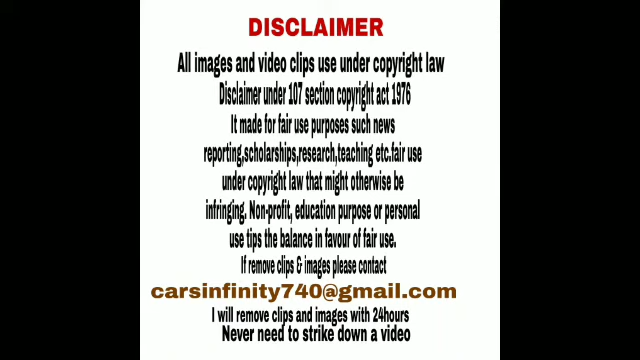 DISCLAIMER
All images and video clips use under copyright law
Disclaimer under 107 section copyright act 1976
It made for fair use purposes such news
reporting,scholarships,research,teaching etc.fair use
under copyright law that might otherwise be
infringing. Non-profit, education purpose or personal
use tips the balance in favour of fair use.
If remove clips & images please contact
carsinfinity740@gmail.com
I will remove clips and images with 24hours
Never need to strike down a video